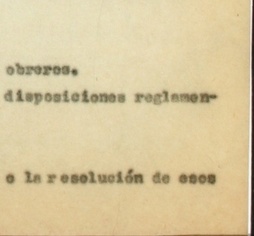 obreros.
disposiciones reglamen-
o la resolución de esos